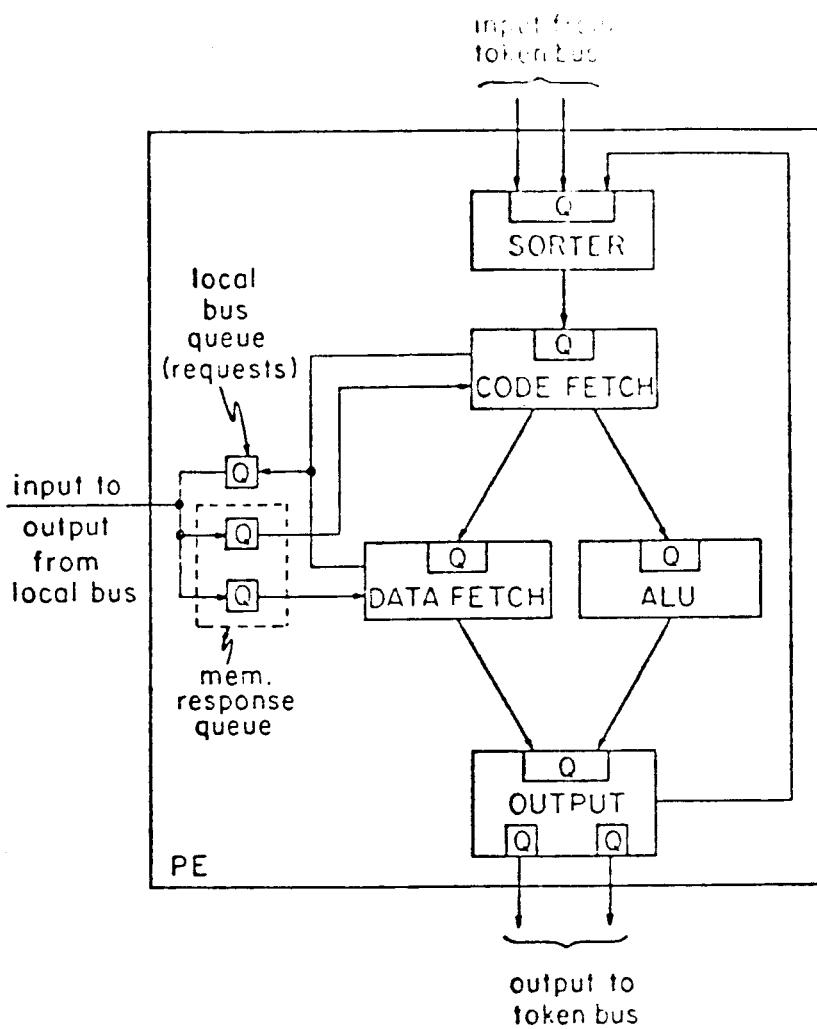 input from
token bus
Q
SORTER
local
bus
queue
(requests)
Q
CODE FETCH
Q
input to
output
from
local bus
Q
Q
Q
DATA FETCH
Q
ALU
mem.
response
queue
Q
OUTPUT
Q Q
PE
output to
token bus